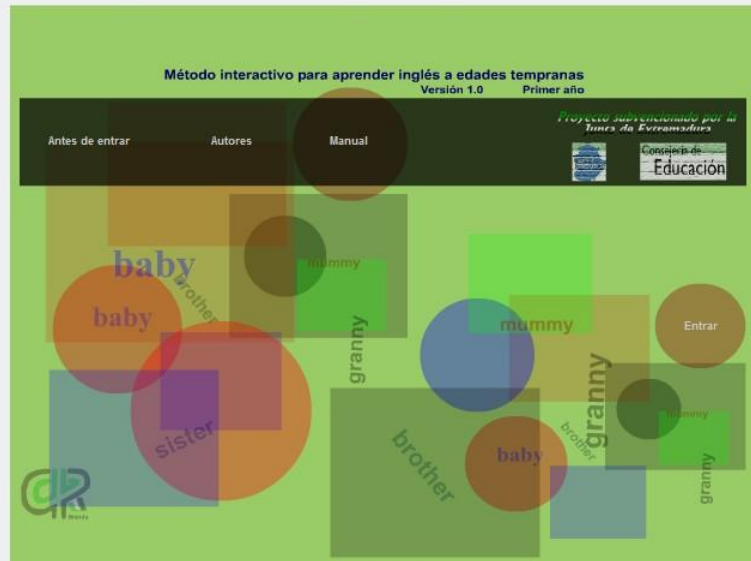 Método interactivo para aprender inglés a edades tempranas
Versión 1.0 Primer año
Proyecto subvencionado por la
Junta de Extremadura
Antes de entrar Autores Manual
Consejería de
Educación
baby
mummy
brother
baby
mummy
Entrar
granny
granny
mummy
sister
brother
brother
baby
granny